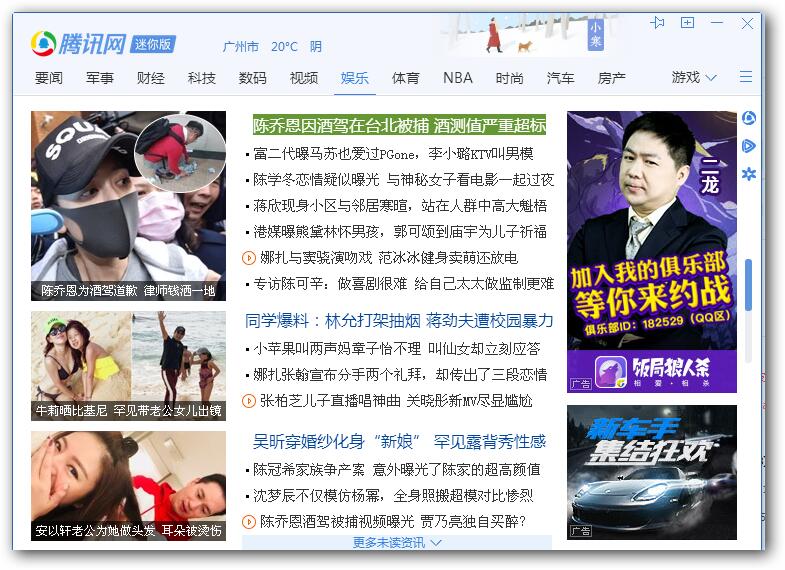 腾讯网 迷你版
广州市 20°C 阴
小寒
要闻 军事 财经 科技 数码 视频 娱乐 体育 NBA 时尚 汽车 房产 游戏
SQUL
陈乔恩为酒驾道歉 律师钱洒一地
牛莉晒比基尼 罕见带老公女儿出镜
安以轩老公为她做头发 耳朵被烫伤
陈乔恩因酒驾在台北被捕 酒测值严重超标
富二代曝马苏也爱过PGone，李小璐KTV叫男模
陈学冬恋情疑似曝光 与神秘女子看电影一起过夜
蒋欣现身小区与邻居寒暄，站在人群中高大魁梧
港媒曝熊黛林怀男孩，郭可颂到庙宇为儿子祈福
娜扎与窦骁演吻戏 范冰冰健身卖萌还放电
专访陈可辛：做喜剧很难 给自己太太做监制更难
同学爆料：林允打架抽烟 蒋劲夫遭校园暴力
小苹果叫两声妈章子怡不理 叫仙女却立刻应答
娜扎张翰宣布分手两个礼拜，却传出了三段恋情
张柏芝儿子直播唱神曲 关晓彤新MV尽显尴尬
吴昕穿婚纱化身“新娘” 罕见露背秀性感
陈冠希家族争产案 意外曝光了陈家的超高颜值
沈梦辰不仅模仿杨幂，全身照搬超模对比惨烈
陈乔恩酒驾被捕视频曝光 贾乃亮独自买醉?
更多未读资讯
二龙
加入我的俱乐部
等你来约战
俱乐部ID：182529（QQ区）
饭局狼人杀
相爱·相杀
广告
新车手
集结狂欢
广告